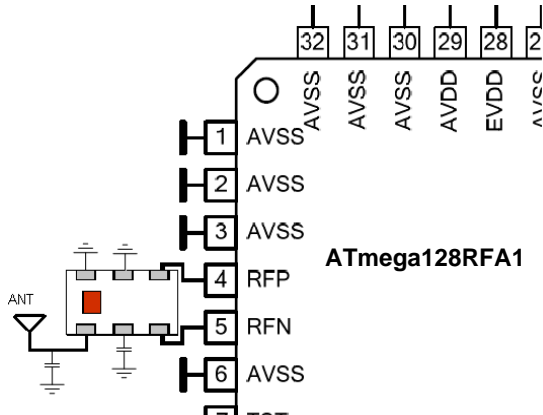 32 31 30 29 28
AVSS AVSS AVSS AVDD EVDD
1 AVSS
2 AVSS
3 AVSS
ATmega128RFA1
4 RFP
ANT
5 RFN
6 AVSS